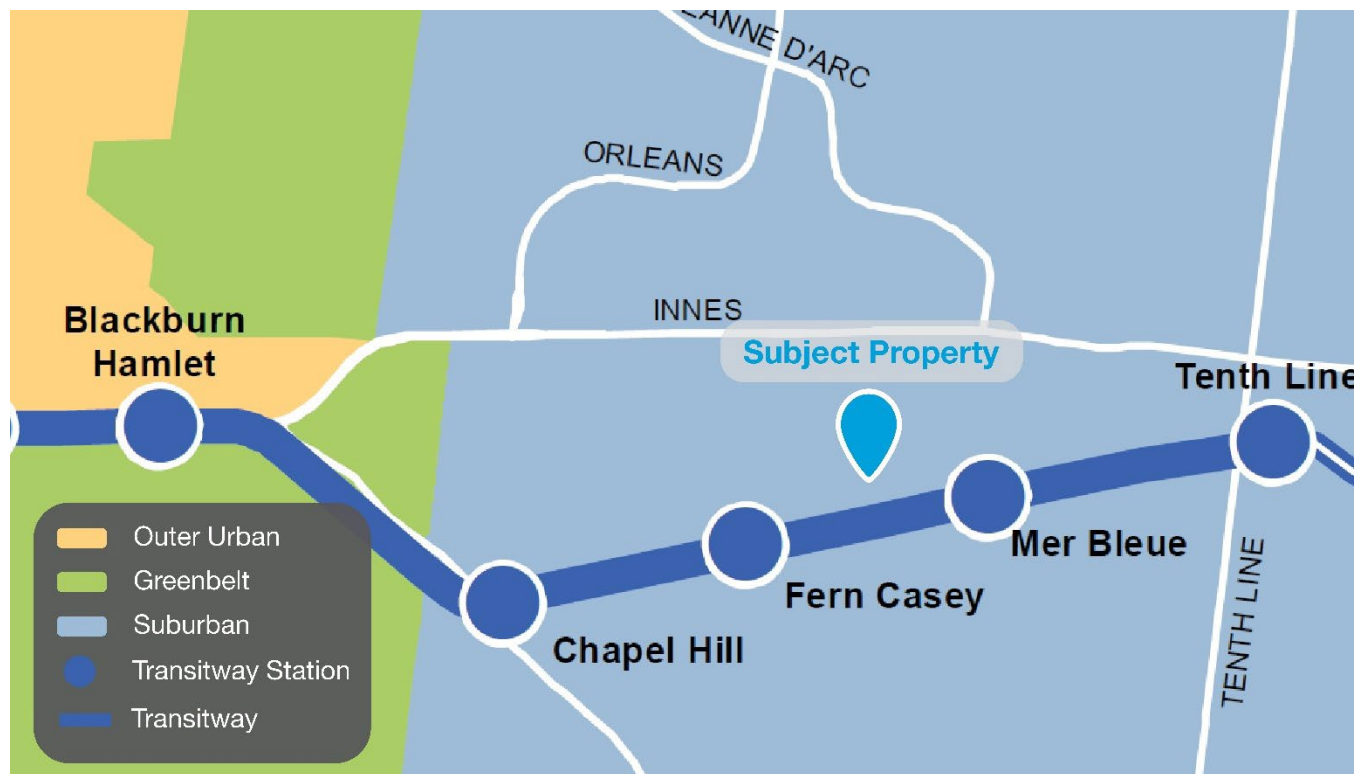 EANNE D'ARC
ORLEANS
INNES
Blackburn
Hamlet
Subject Property
Tenth Line
Mer Bleue
Fern Casey
Chapel Hill
TENTH LINE
Outer Urban
Greenbelt
Suburban
Transitway Station
Transitway